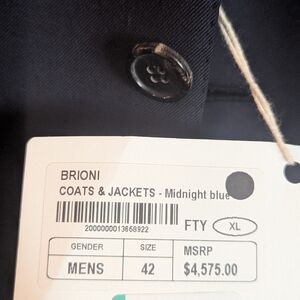 BRIONI
COATS & JACKETS - Midnight blue
2000000013658922
FTY XL
GENDER SIZE MSRP
MENS 42 $4,575.00